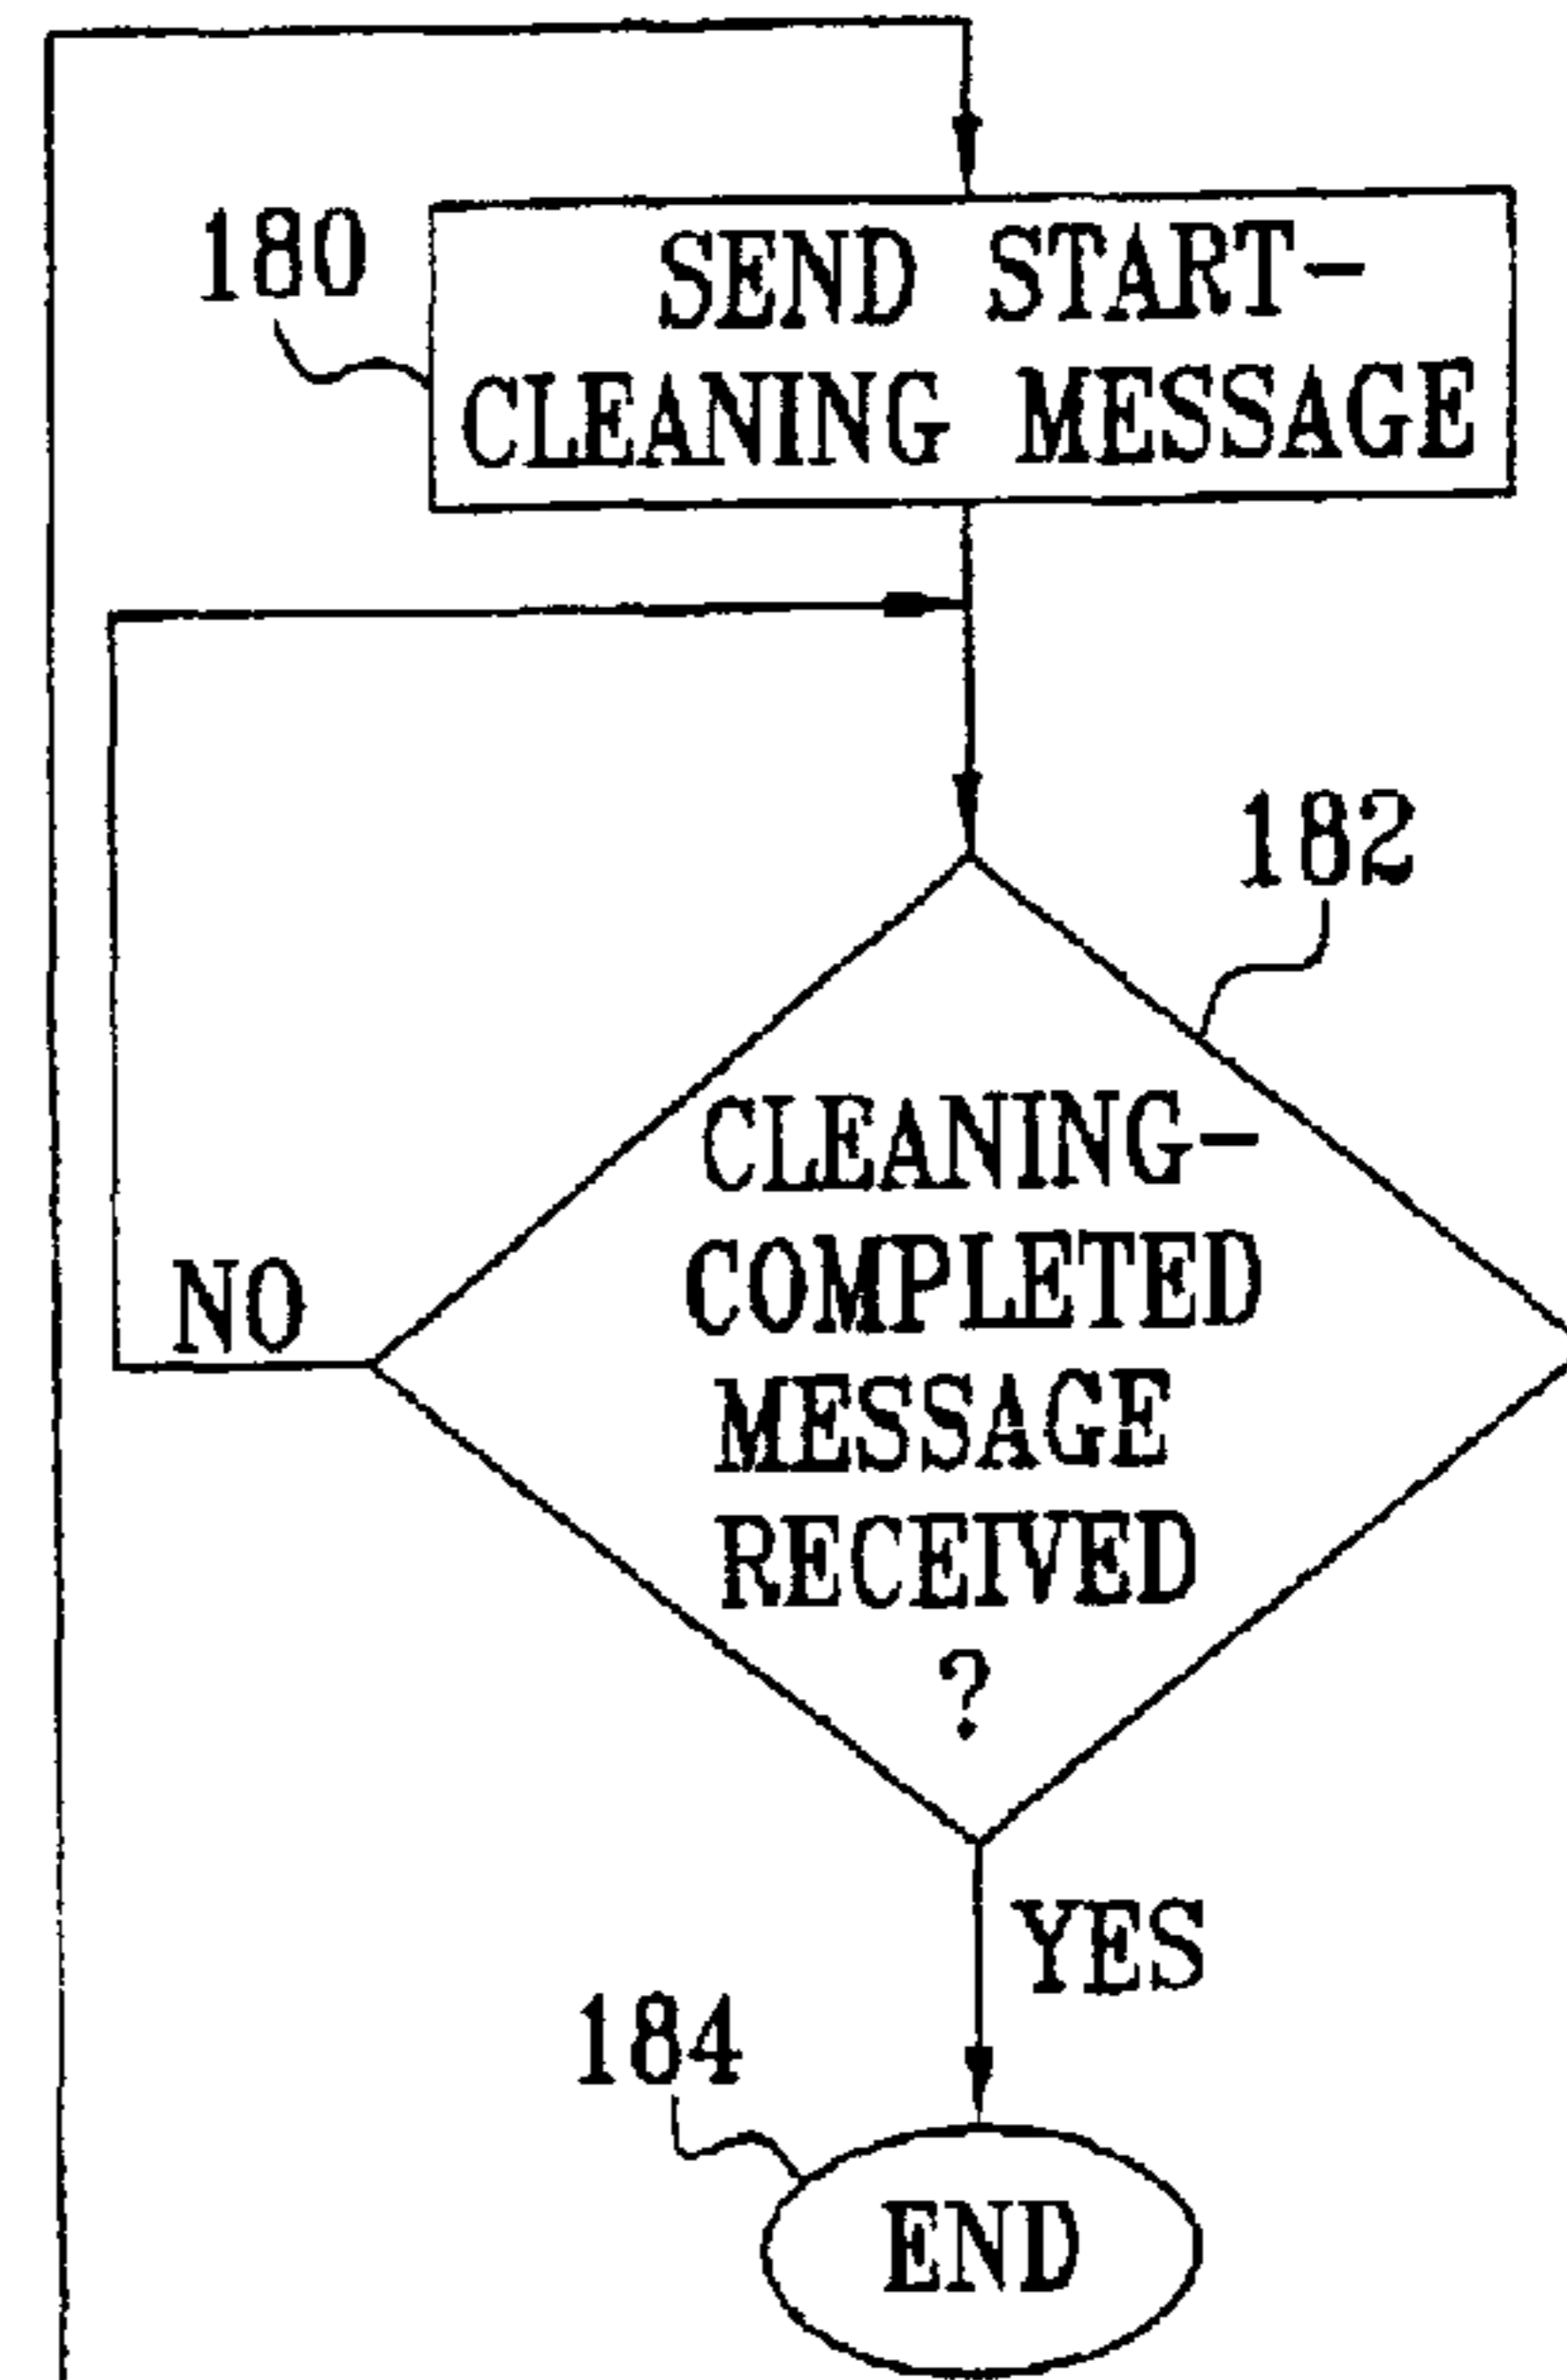 180
SEND START-
CLEANING MESSAGE
182
CLEANING-
COMPLETED
MESSAGE
RECEIVED
?
NO
YES
184
END